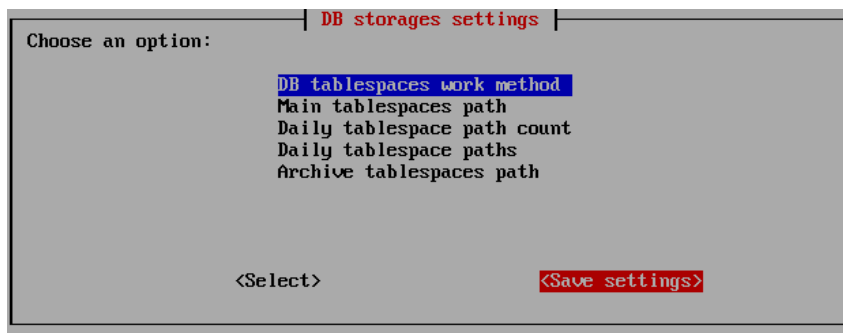 DB storages settings
Choose an option:
DB tablespaces work method
Main tablespaces path
Daily tablespace path count
Daily tablespace paths
Archive tablespaces path
<Select> <Save settings>